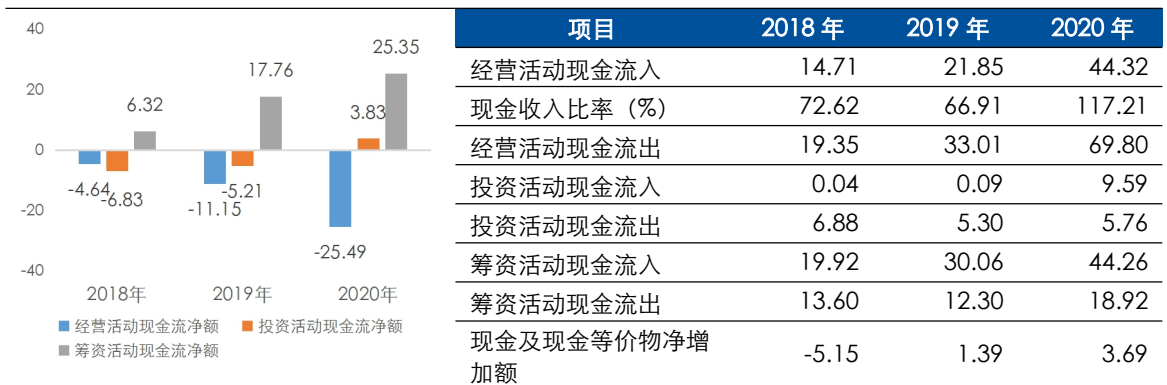 40
20
0
-20
-40
6.32
17.76
25.35
3.83
-4.64
-6.83
-11.15
-5.21
-25.49
2018年 2019年 2020年
经营活动现金流净额 投资活动现金流净额
筹资活动现金流净额
项目 2018 年 2019 年 2020 年
经营活动现金流入 14.71 21.85 44.32
现金收入比率（%） 72.62 66.91 117.21
经营活动现金流出 19.35 33.01 69.80
投资活动现金流入 0.04 0.09 9.59
投资活动现金流出 6.88 5.30 5.76
筹资活动现金流入 19.92 30.06 44.26
筹资活动现金流出 13.60 12.30 18.92
现金及现金等价物净增
加额 -5.15 1.39 3.69